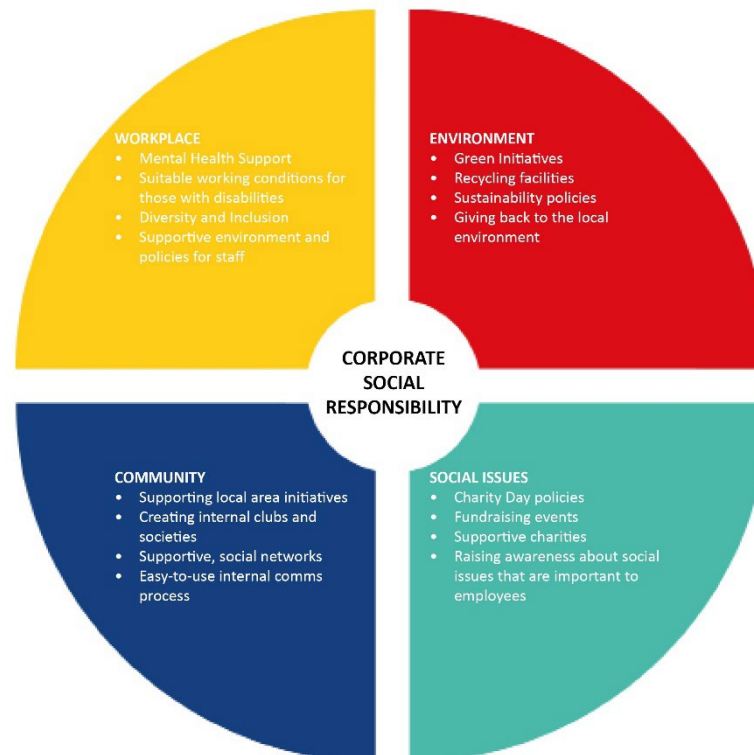 WORKPLACE
• Mental Health Support
• Suitable working conditions for
those with disabilities
• Diversity and Inclusion
• Supportive environment and
policies for staff
ENVIRONMENT
• Green Initiatives
• Recycling facilities
• Sustainability policies
• Giving back to the local
environment
CORPORATE
SOCIAL
RESPONSIBILITY
COMMUNITY
• Supporting local area initiatives
• Creating internal clubs and
societies
• Supportive, social networks
• Easy-to-use internal comms
process
SOCIAL ISSUES
• Charity Day policies
• Fundraising events
• Supportive charities
• Raising awareness about social
issues that are important to
employees